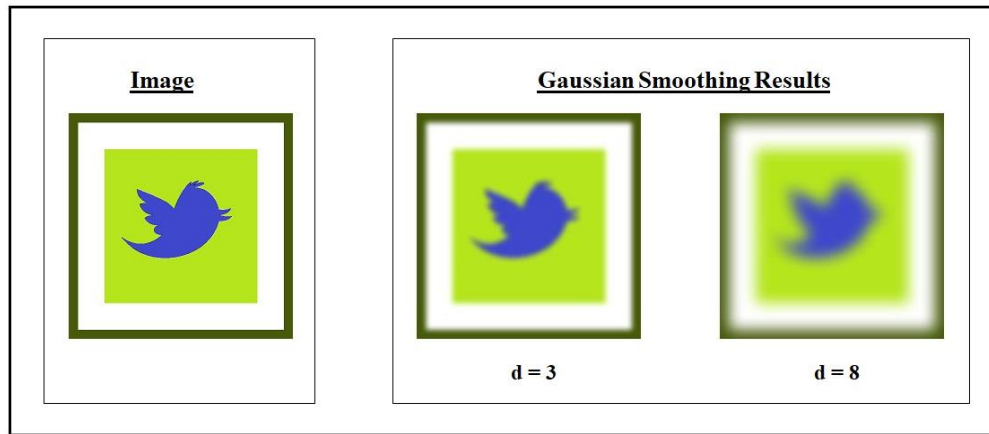 Image
Gaussian Smoothing Results
d = 3
d = 8